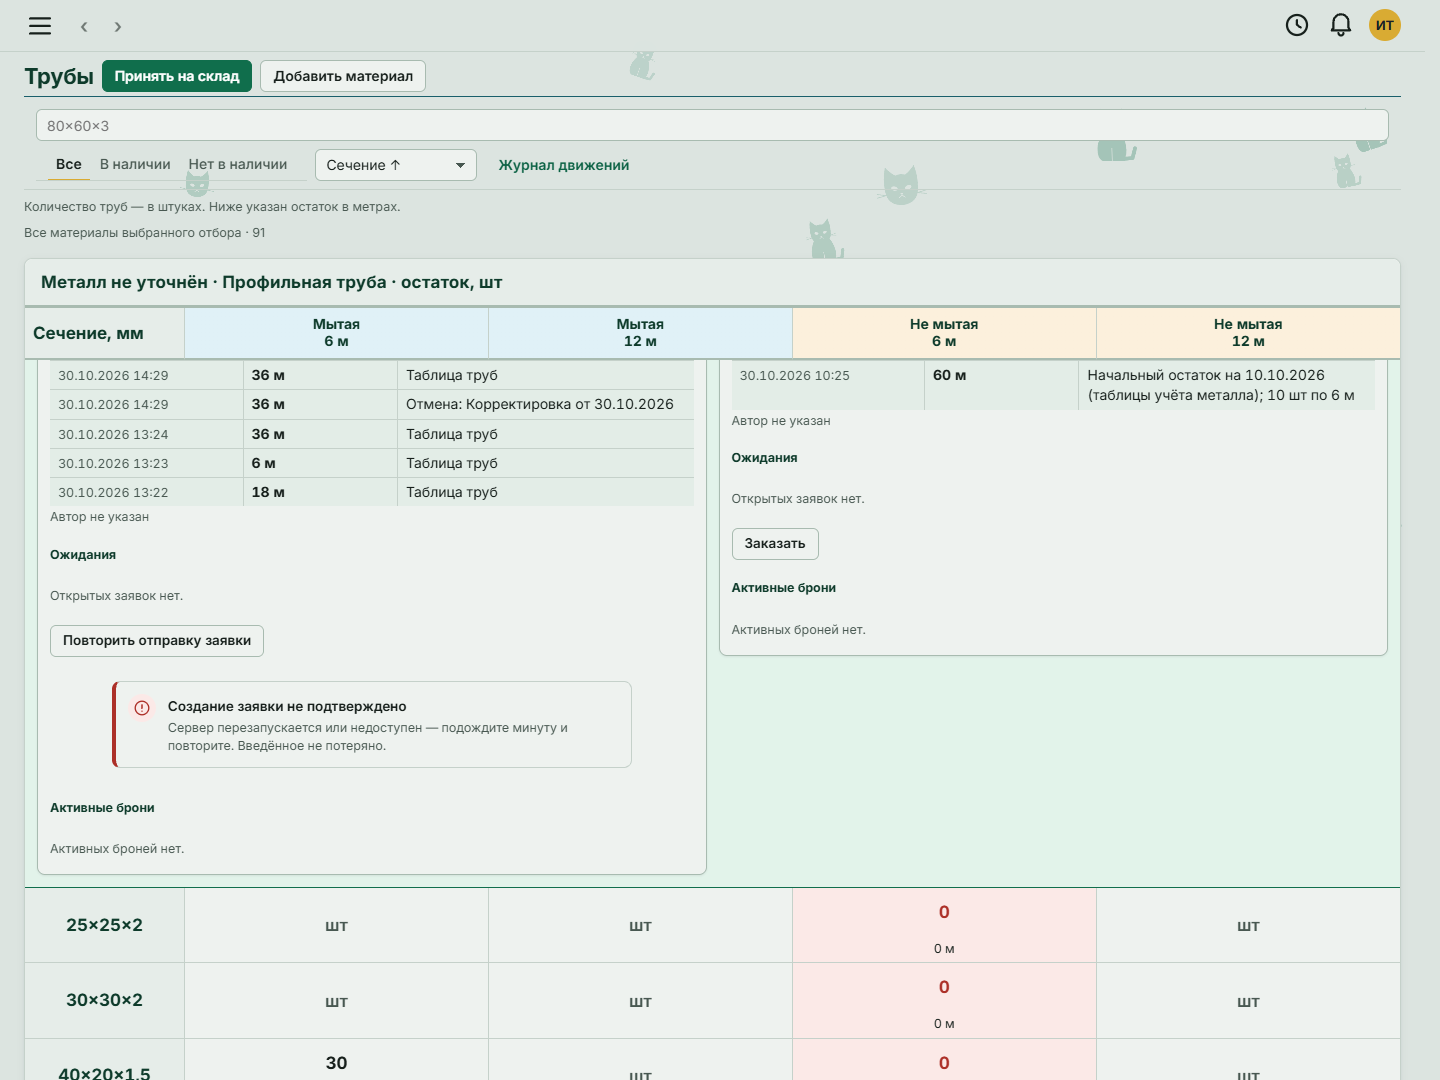 ИТ
Трубы
Принять на склад
Добавить материал
80×60×3
Все
В наличии
Нет в наличии
Сечение ↑
Журнал движений
Количество труб — в штуках. Ниже указан остаток в метрах.
Все материалы выбранного отбора · 91
Металл не уточнён · Профильная труба · остаток, шт
Сечение, мм
Мытая
6 м
Мытая
12 м
Не мытая
6 м
Не мытая
12 м
30.10.2026 14:29 36 м Таблица труб
30.10.2026 14:29 36 м Отмена: Корректировка от 30.10.2026
30.10.2026 13:24 36 м Таблица труб
30.10.2026 13:23 6 м Таблица труб
30.10.2026 13:22 18 м Таблица труб
Автор не указан
Ожидания
Открытых заявок нет.
Повторить отправку заявки
Создание заявки не подтверждено
Сервер перезапускается или недоступен — подождите минуту и
повторите. Введённое не потеряно.
Активные брони
Активных броней нет.
30.10.2026 10:25 60 м Начальный остаток на 10.10.2026
(таблицы учёта металла); 10 шт по 6 м
Автор не указан
Ожидания
Открытых заявок нет.
Заказать
Активные брони
Активных броней нет.
25×25×2 шт шт 0 шт
0 м
30×30×2 шт шт 0 шт
0 м
30 0
40×20×1.5 шт шт